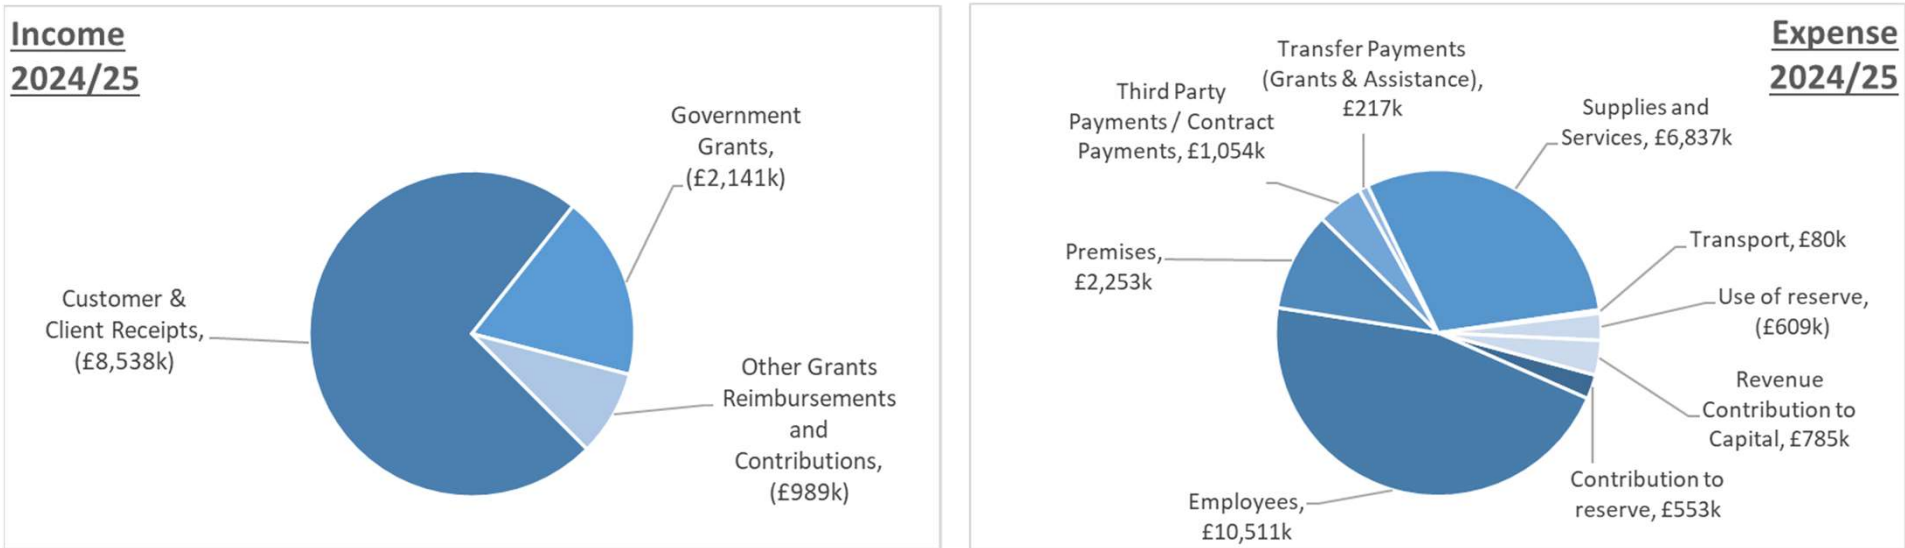 Income
2024/25
Government
Grants,
(£2,141k)
Customer &
Client Receipts,
(£8,538k)
Other Grants
Reimbursements
and
Contributions,
(£989k)
Expense
2024/25
Transfer Payments
(Grants & Assistance),
£217k
Third Party
Payments / Contract
Payments, £1,054k
Supplies and
Services, £6,837k
Premises,
£2,253k
Transport, £80k
Use of reserve,
(£609k)
Revenue
Contribution to
Capital, £785k
Contribution to
reserve, £553k
Employees,
£10,511k